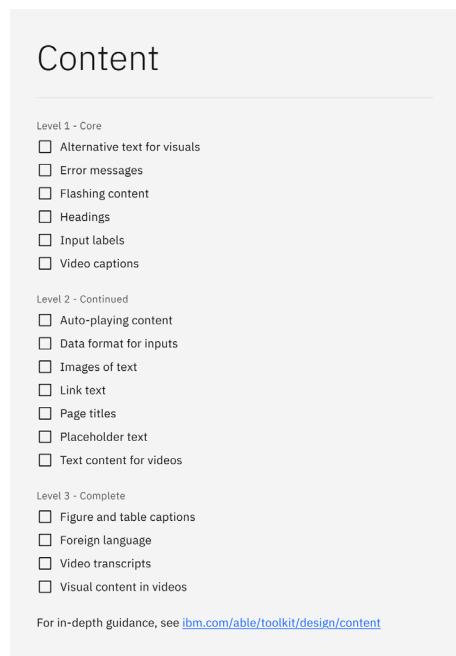 Content
Level 1 - Core
Alternative text for visuals
Error messages
Flashing content
Headings
Input labels
Video captions
Level 2 - Continued
Auto-playing content
Data format for inputs
Images of text
Link text
Page titles
Placeholder text
Text content for videos
Level 3 - Complete
Figure and table captions
Foreign language
Video transcripts
Visual content in videos
For in-depth guidance, see ibm.com/able/toolkit/design/content